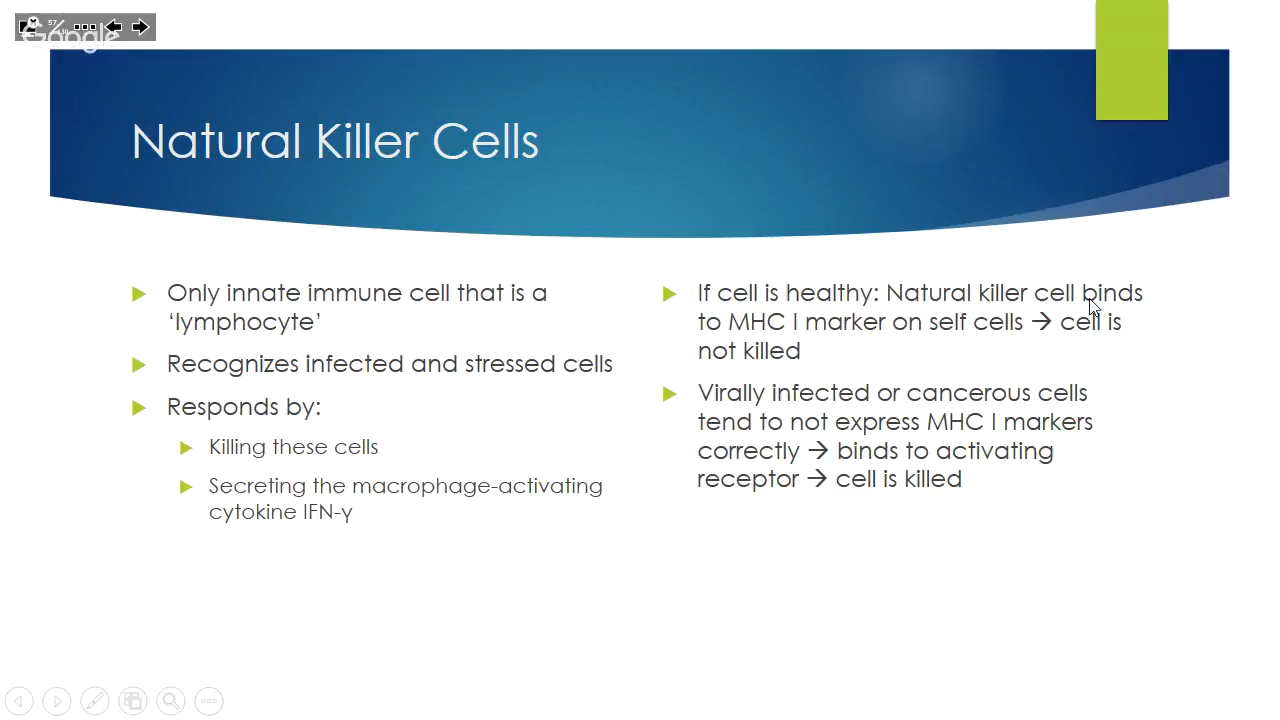 57
/ 130
Google
Natural Killer Cells
Only innate immune cell that is a
‘lymphocyte’
Recognizes infected and stressed cells
Responds by:
Killing these cells
Secreting the macrophage-activating
cytokine IFN-γ
If cell is healthy: Natural killer cell binds
to MHC I marker on self cells → cell is
not killed
Virally infected or cancerous cells
tend to not express MHC I markers
correctly → binds to activating
receptor → cell is killed